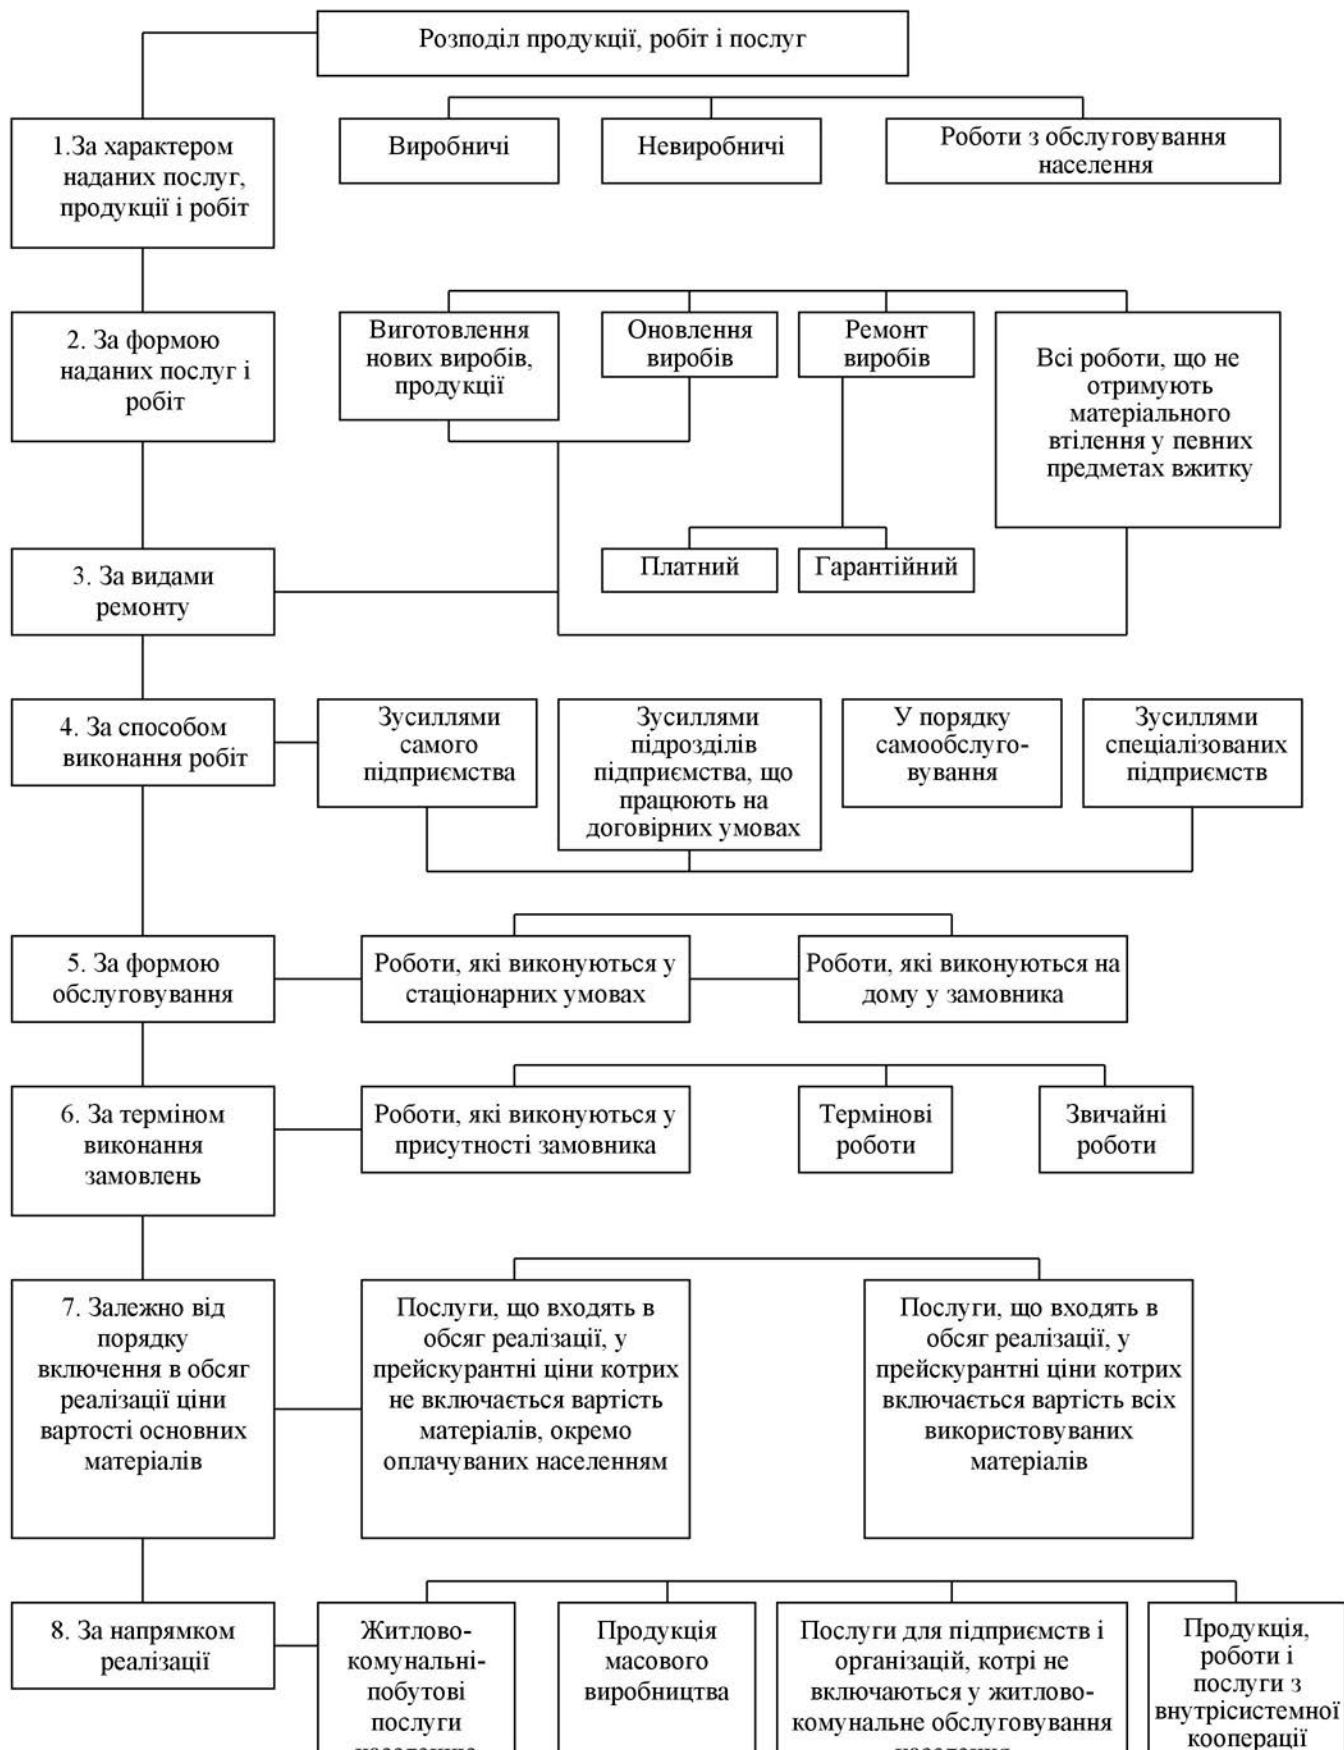 Розподіл продукції, робіт і послуг
1.За характером
наданих послуг,
продукції і робіт
Виробничі
Невиробничі
Роботи з обслуговування
населення
2. За формою
наданих послуг і
робіт
Виготовлення
нових виробів,
продукції
Оновлення
виробів
Ремонт
виробів
Всі роботи, що не
отримують
матеріального
втілення у певних
предметах вжитку
Платний
Гарантійний
3. За видами
ремонту
4. За способом
виконання робіт
Зусиллями
самого
підприємства
Зусиллями
підрозділів
підприємства, що
працюють на
договірних умовах
У порядку
самообслуго-
вування
Зусиллями
спеціалізованих
підприємств
5. За формою
обслуговування
Роботи, які виконуються у
стаціонарних умовах
Роботи, які виконуються на
дому у замовника
6. За терміном
виконання
замовлень
Роботи, які виконуються у
присутності замовника
Термінові
роботи
Звичайні
роботи
7. Залежно від
порядку
включення в обсяг
реалізації ціни
вартості основних
матеріалів
Послуги, що входять в
обсяг реалізації, у
прейскурантні ціни котрих
не включається вартість
матеріалів, окремо
оплачуваних населенням
Послуги, що входять в
обсяг реалізації, у
прейскурантні ціни котрих
включається вартість всіх
використовуваних
матеріалів
8. За напрямком
реалізації
Житлово-
комунальні-
побутові
послуги
Продукція
масового
виробництва
Послуги для підприємств і
організацій, котрі не
включаються у житлово-
комунальне обслуговування
Продукція,
роботи і
послуги з
внутрісистемної
кооперації